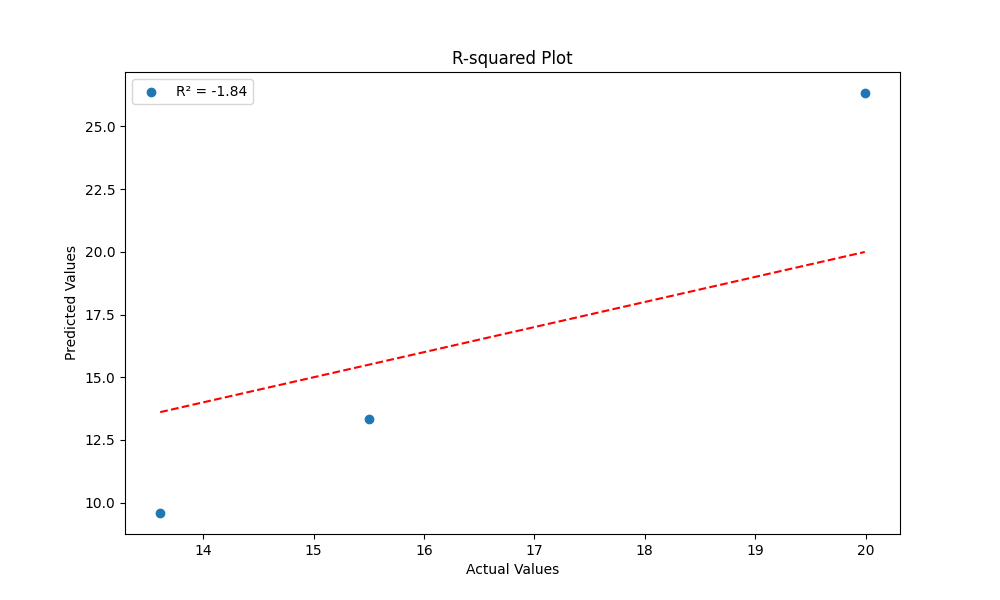 R-squared Plot
R² = -1.84
25.0
22.5
20.0
17.5
15.0
12.5
10.0
Predicted Values
14 15 16 17 18 19 20
Actual Values